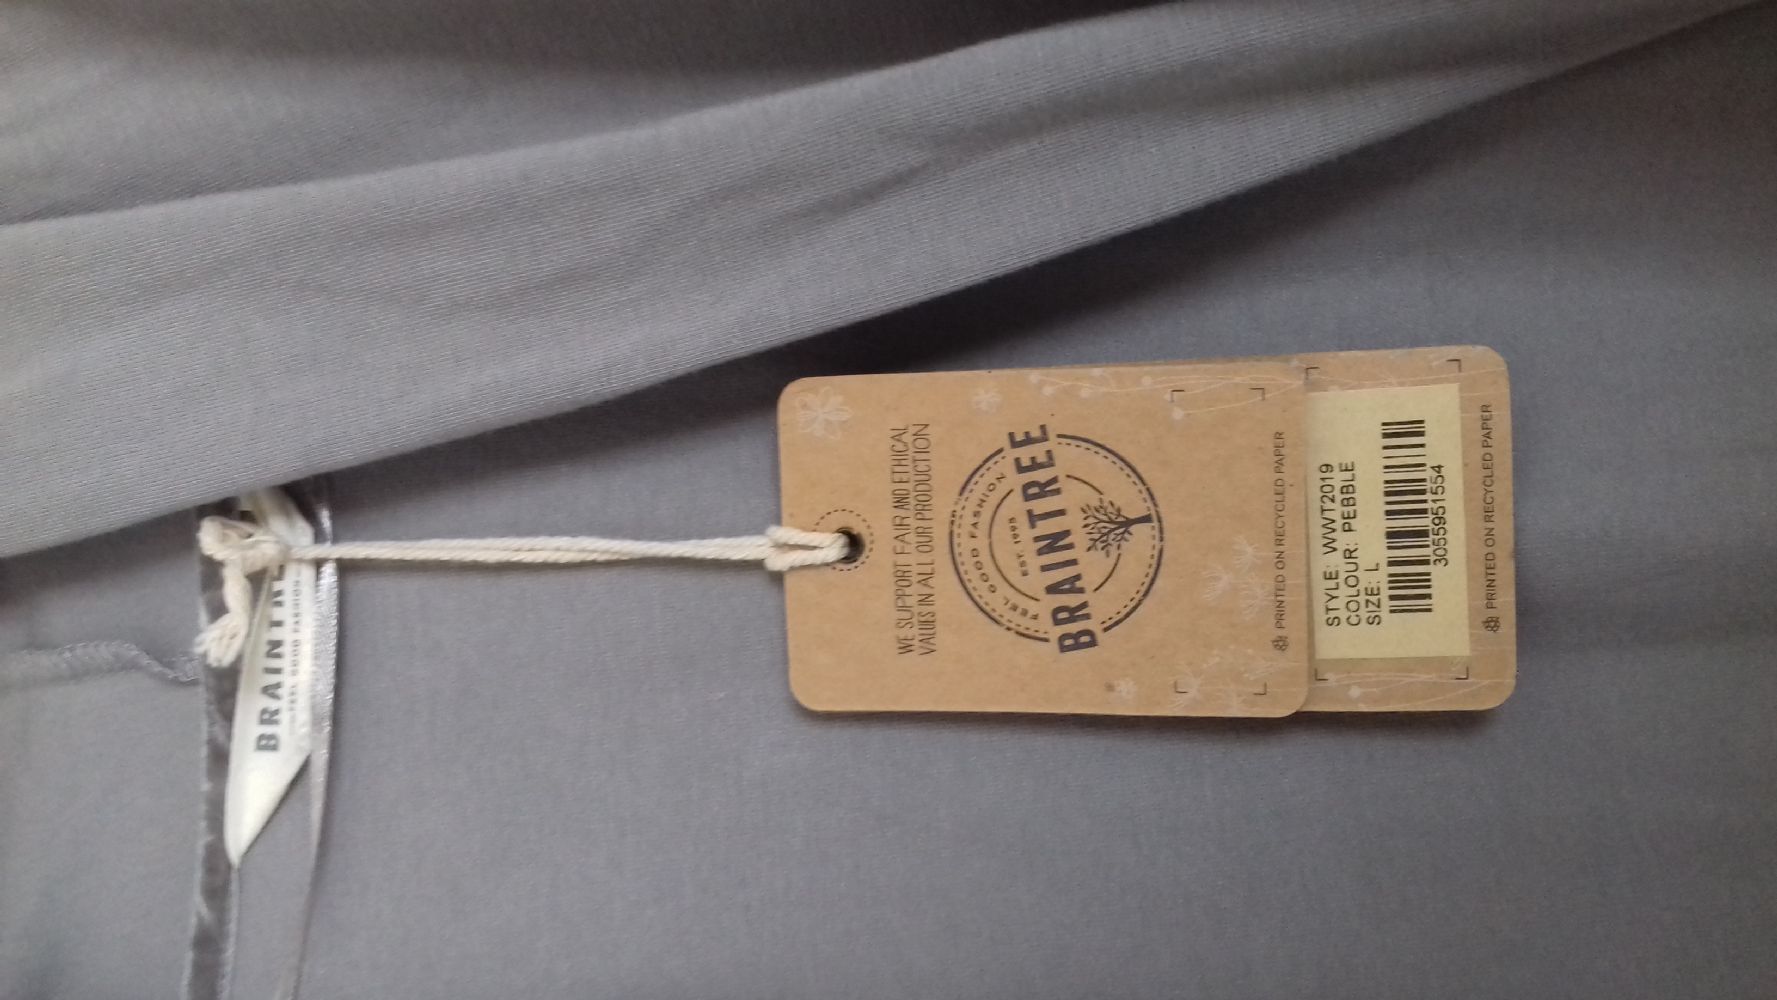 WE SUPPORT FAIR AND ETHICAL
VALUES IN ALL OUR PRODUCTION
FEEL GOOD FASHION
EST. 1995
BRAINTREE
PRINTED ON RECYCLED PAPER
STYLE: WWT2019
COLOUR: PEBBLE
SIZE: L
3055951554
PRINTED ON RECYCLED PAPER
BRAINTREE
FEEL GOOD FASHION